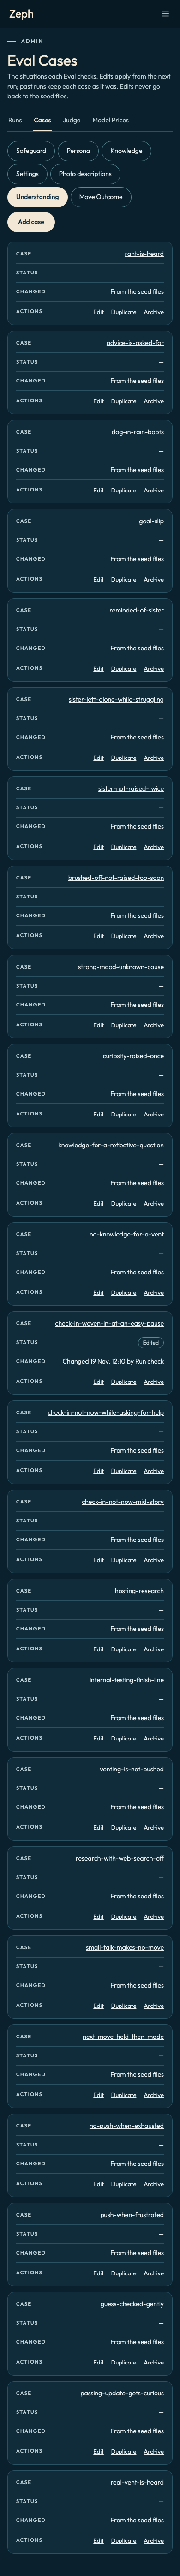 Zeph
ADMIN
Eval Cases
The situations each Eval checks. Edits apply from the next
run; past runs keep each case as it was. Edits never go
back to the seed files.
Runs Cases Judge Model Prices
Safeguard Persona Knowledge
Settings Photo descriptions
Understanding Move Outcome
Add case
CASE rant-is-heard
STATUS —
CHANGED From the seed files
ACTIONS Edit Duplicate Archive
CASE advice-is-asked-for
STATUS —
CHANGED From the seed files
ACTIONS Edit Duplicate Archive
CASE dog-in-rain-boots
STATUS —
CHANGED From the seed files
ACTIONS Edit Duplicate Archive
CASE goal-slip
STATUS —
CHANGED From the seed files
ACTIONS Edit Duplicate Archive
CASE reminded-of-sister
STATUS —
CHANGED From the seed files
ACTIONS Edit Duplicate Archive
CASE sister-left-alone-while-struggling
STATUS —
CHANGED From the seed files
ACTIONS Edit Duplicate Archive
CASE sister-not-raised-twice
STATUS —
CHANGED From the seed files
ACTIONS Edit Duplicate Archive
CASE brushed-off-not-raised-too-soon
STATUS —
CHANGED From the seed files
ACTIONS Edit Duplicate Archive
CASE strong-mood-unknown-cause
STATUS —
CHANGED From the seed files
ACTIONS Edit Duplicate Archive
CASE curiosity-raised-once
STATUS —
CHANGED From the seed files
ACTIONS Edit Duplicate Archive
CASE knowledge-for-a-reflective-question
STATUS —
CHANGED From the seed files
ACTIONS Edit Duplicate Archive
CASE no-knowledge-for-a-vent
STATUS —
CHANGED From the seed files
ACTIONS Edit Duplicate Archive
CASE check-in-woven-in-at-an-easy-pause
STATUS Edited
CHANGED Changed 19 Nov, 12:10 by Run check
ACTIONS Edit Duplicate Archive
CASE check-in-not-now-while-asking-for-help
STATUS —
CHANGED From the seed files
ACTIONS Edit Duplicate Archive
CASE check-in-not-now-mid-story
STATUS —
CHANGED From the seed files
ACTIONS Edit Duplicate Archive
CASE hosting-research
STATUS —
CHANGED From the seed files
ACTIONS Edit Duplicate Archive
CASE internal-testing-finish-line
STATUS —
CHANGED From the seed files
ACTIONS Edit Duplicate Archive
CASE venting-is-not-pushed
STATUS —
CHANGED From the seed files
ACTIONS Edit Duplicate Archive
CASE research-with-web-search-off
STATUS —
CHANGED From the seed files
ACTIONS Edit Duplicate Archive
CASE small-talk-makes-no-move
STATUS —
CHANGED From the seed files
ACTIONS Edit Duplicate Archive
CASE next-move-held-then-made
STATUS —
CHANGED From the seed files
ACTIONS Edit Duplicate Archive
CASE no-push-when-exhausted
STATUS —
CHANGED From the seed files
ACTIONS Edit Duplicate Archive
CASE push-when-frustrated
STATUS —
CHANGED From the seed files
ACTIONS Edit Duplicate Archive
CASE guess-checked-gently
STATUS —
CHANGED From the seed files
ACTIONS Edit Duplicate Archive
CASE passing-update-gets-curious
STATUS —
CHANGED From the seed files
ACTIONS Edit Duplicate Archive
CASE real-vent-is-heard
STATUS —
CHANGED From the seed files
ACTIONS Edit Duplicate Archive